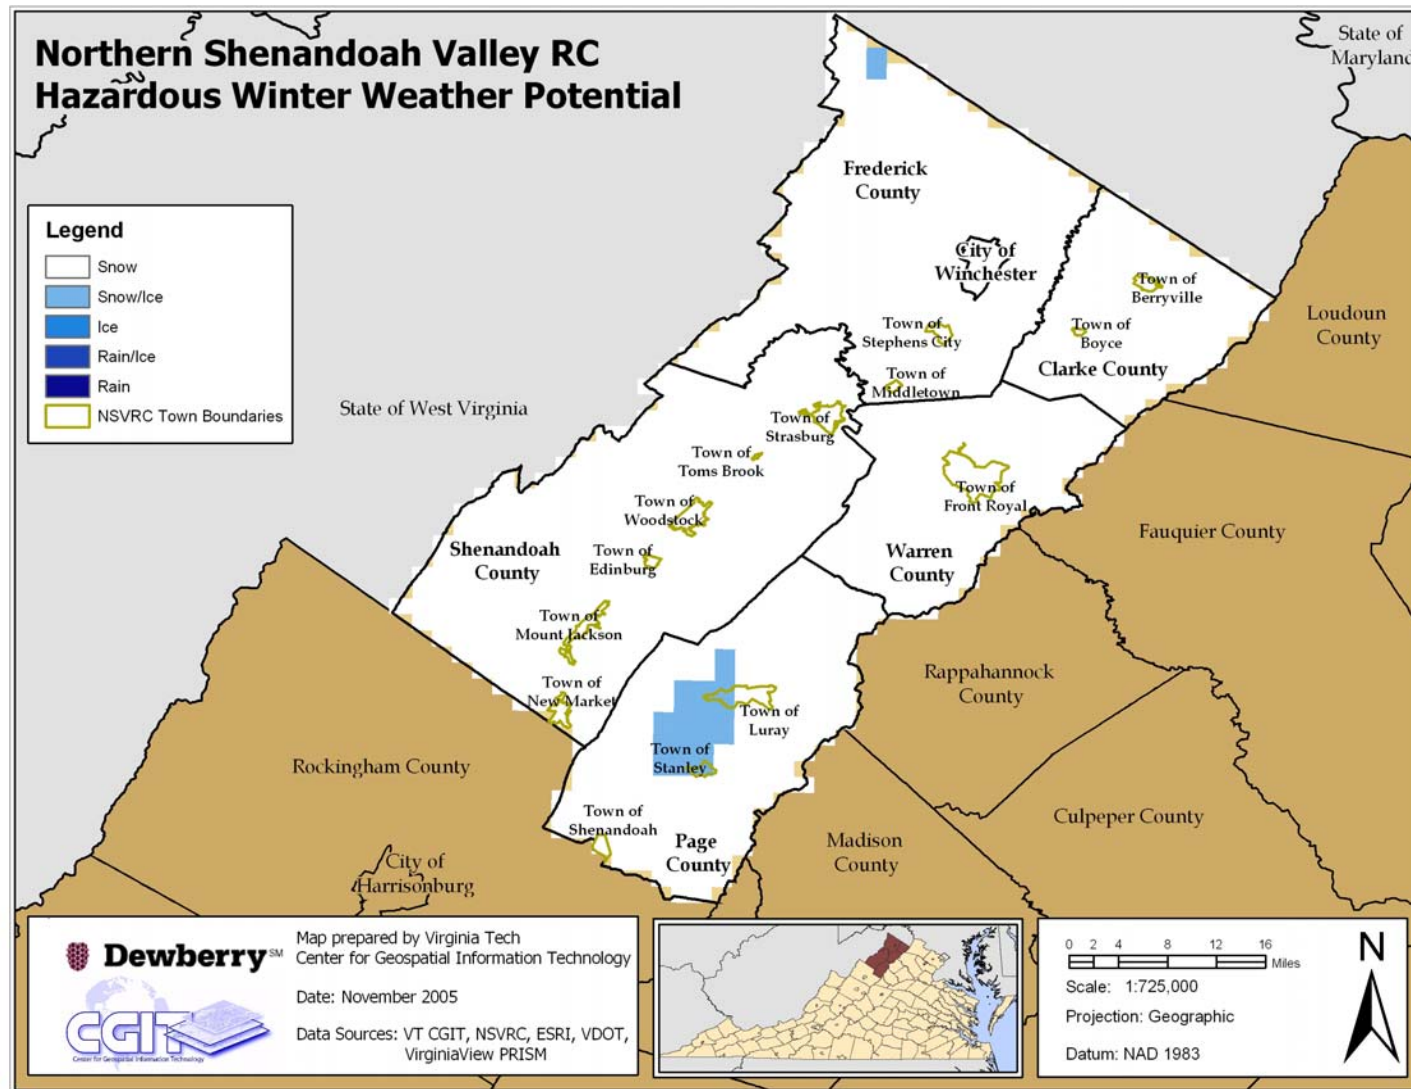 Northern Shenandoah Valley RC
Hazardous Winter Weather Potential
State of
Maryland
Legend
Snow
Snow/Ice
Ice
Rain/Ice
Rain
NSVRC Town Boundaries
Frederick
County
City of
Winchester
Town of
Berryville
Town of
Boyce
Clarke County
Loudoun
County
Town of
Stephens City
Town of
Middletown
State of West Virginia
Town of
Strasburg
Town of
Toms Brook
Town of
Woodstock
Town of
Front Royal
Fauquier County
Shenandoah
County
Town of
Edinburg
Warren
County
Town of
Mount Jackson
Town of
New Market
Rappahannock
County
Town of
Luray
Town of
Stanley
Rockingham County
Town of
Shenandoah
Page
County
Madison
County
Culpeper County
City of
Harrisonburg
Dewberry SM
CGIT
Center for Geospatial Information Technology
Map prepared by Virginia Tech
Center for Geospatial Information Technology
Date: November 2005
Data Sources: VT CGIT, NSVRC, ESRI, VDOT,
VirginiaView PRISM
0 2 4 8 12 16
Miles
Scale: 1:725,000
Projection: Geographic
Datum: NAD 1983
N